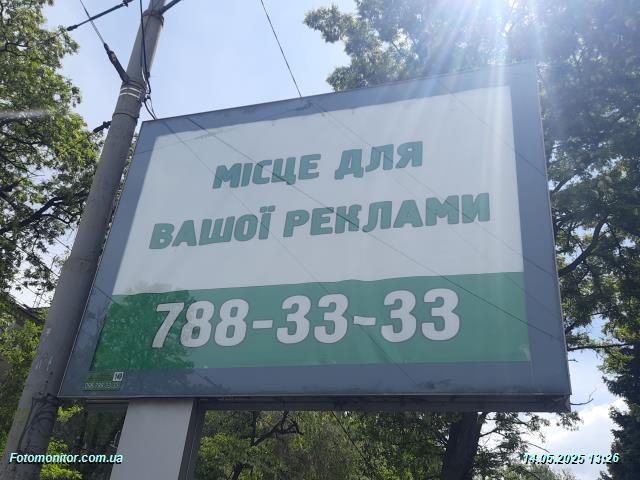 МІСЦЕ ДЛЯ
ВАШОЇ РЕКЛАМИ
788-33-33
Fotomonitor.com.ua
14.05.2025 13:26